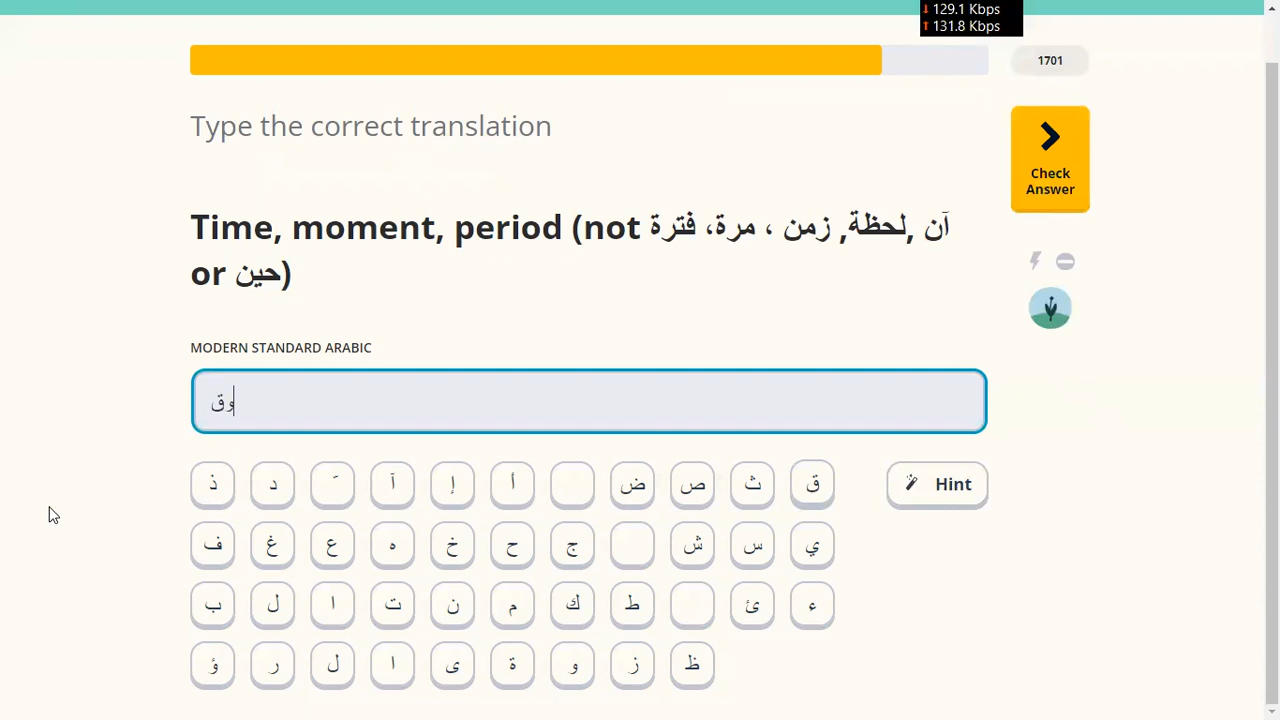 ↓ 129.1 Kbps
↑ 131.8 Kbps
1701
Type the correct translation
Check
Answer
Time, moment, period (not آن ,لحظة, زمن ، مرة، فترة
or حين)
MODERN STANDARD ARABIC
وق
ذ د َ آ إ أ ض ص ث ق
Hint
ف غ ع ه خ ح ج ش س ي
ب ل ا ت ن م ك ط ئ ء
ؤ ر ل ا ى ة و ز ظ